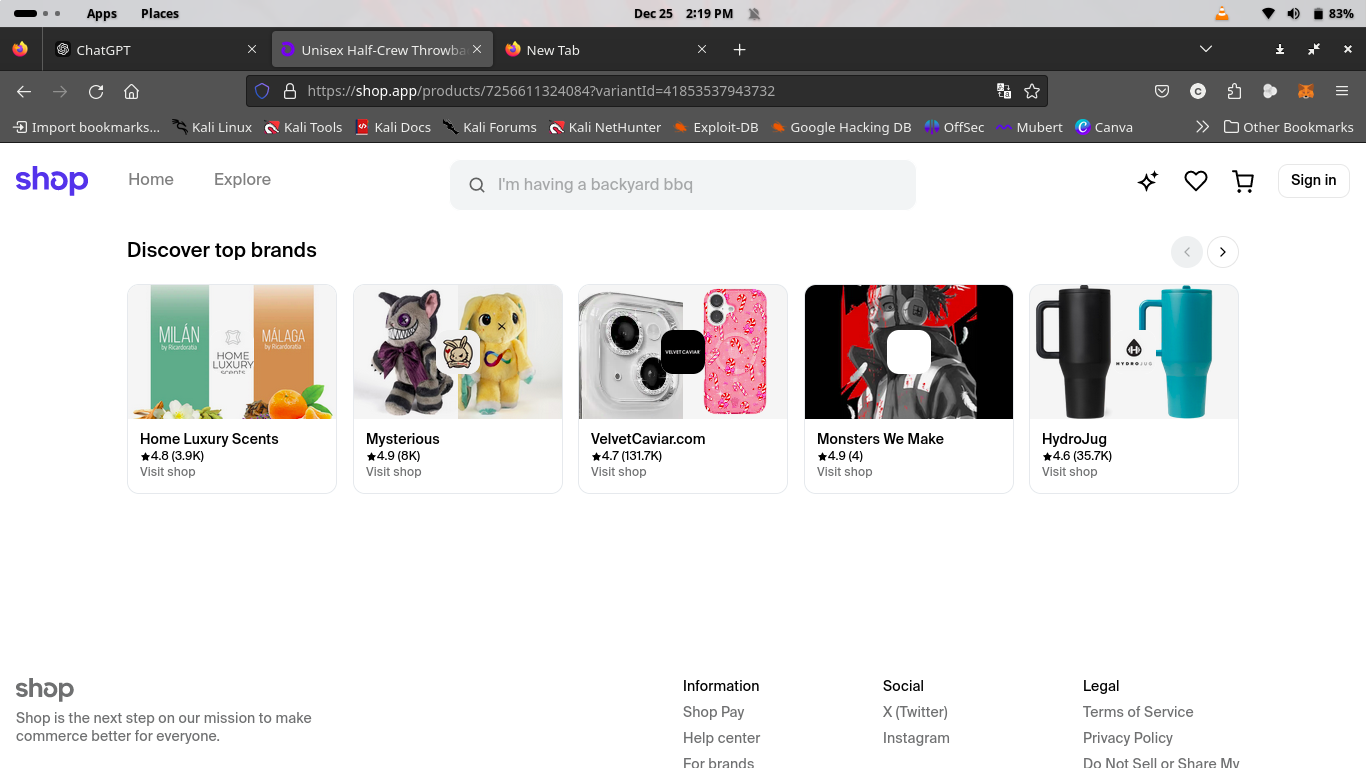 Apps Places Dec 25 2:19 PM 83%
ChatGPT Unisex Half-Crew Throwba New Tab
https://shop.app/products/7256611324084?variantId=41853537943732
Import bookmarks... Kali Linux Kali Tools Kali Docs Kali Forums Kali NetHunter Exploit-DB Google Hacking DB OffSec Mubert Canva Other Bookmarks
shop Home Explore I'm having a backyard bbq Sign in
Discover top brands
MILÁN
by Ricardoratia
HOME
LUXURY
scents
MÁLAGA
by Ricardoratia
VELVET CAVIAR
HYDROJUG
Home Luxury Scents Mysterious VelvetCaviar.com Monsters We Make HydroJug
★4.8 (3.9K) ★4.9 (8K) ★4.7 (131.7K) ★4.9 (4) ★4.6 (35.7K)
Visit shop Visit shop Visit shop Visit shop Visit shop
shop
Shop is the next step on our mission to make
commerce better for everyone.
Information
Shop Pay
Help center
For brands
Social
X (Twitter)
Instagram
Legal
Terms of Service
Privacy Policy
Do Not Sell or Share My